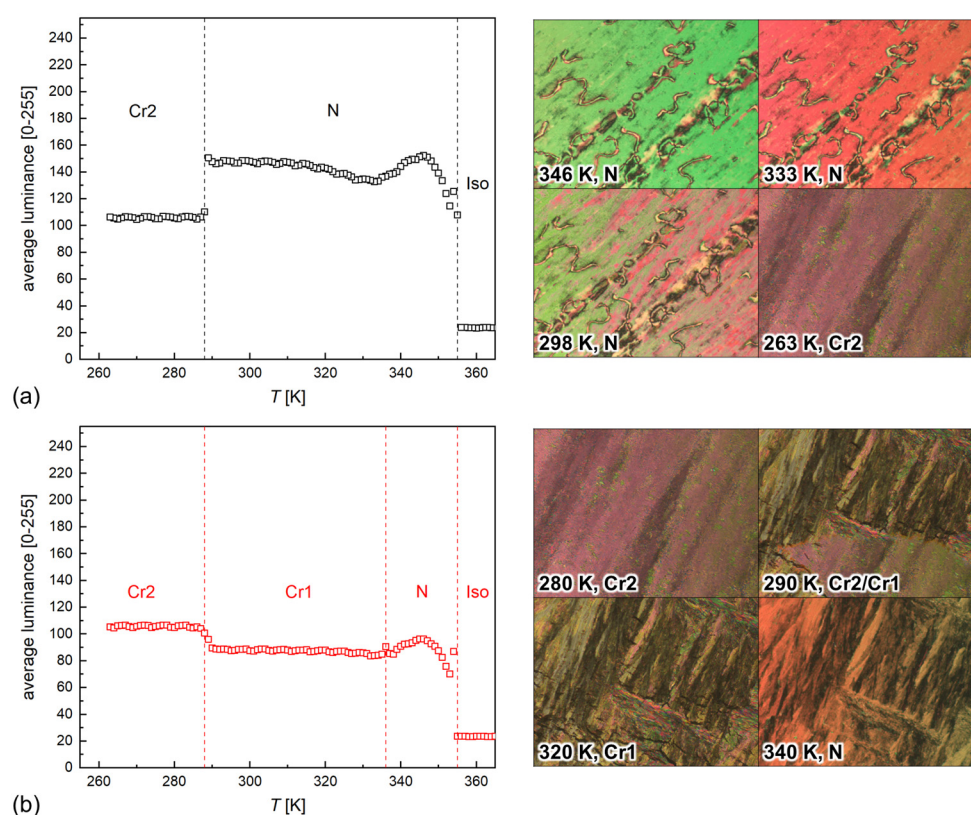 240
220
200
180
160
140
120
100
80
60
40
20
0
average luminance [0-255]
Cr2
N
Iso
260
280
300
320
340
360
T [K]
(a)
346 K, N
333 K, N
298 K, N
263 K, Cr2
240
220
200
180
160
140
120
100
80
60
40
20
0
average luminance [0-255]
Cr2
Cr1
N
Iso
260
280
300
320
340
360
T [K]
(b)
280 K, Cr2
290 K, Cr2/Cr1
320 K, Cr1
340 K, N